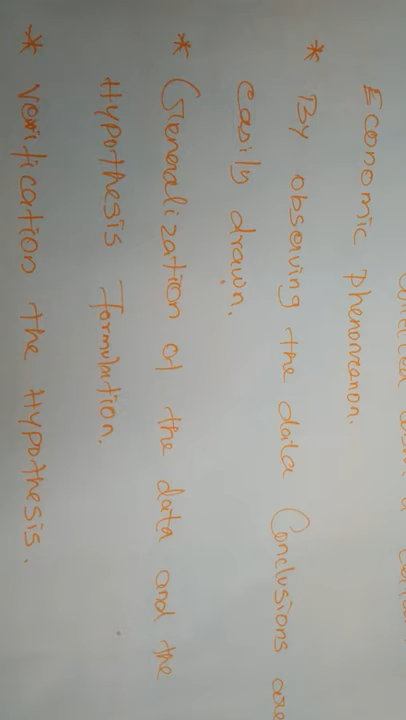 Economic Phenomeanon.
* By observing the data Conclusions are
easily drawn.
* Generalization of the data and the
Hypothesis Formulation.
* Verification the Hypothesis.